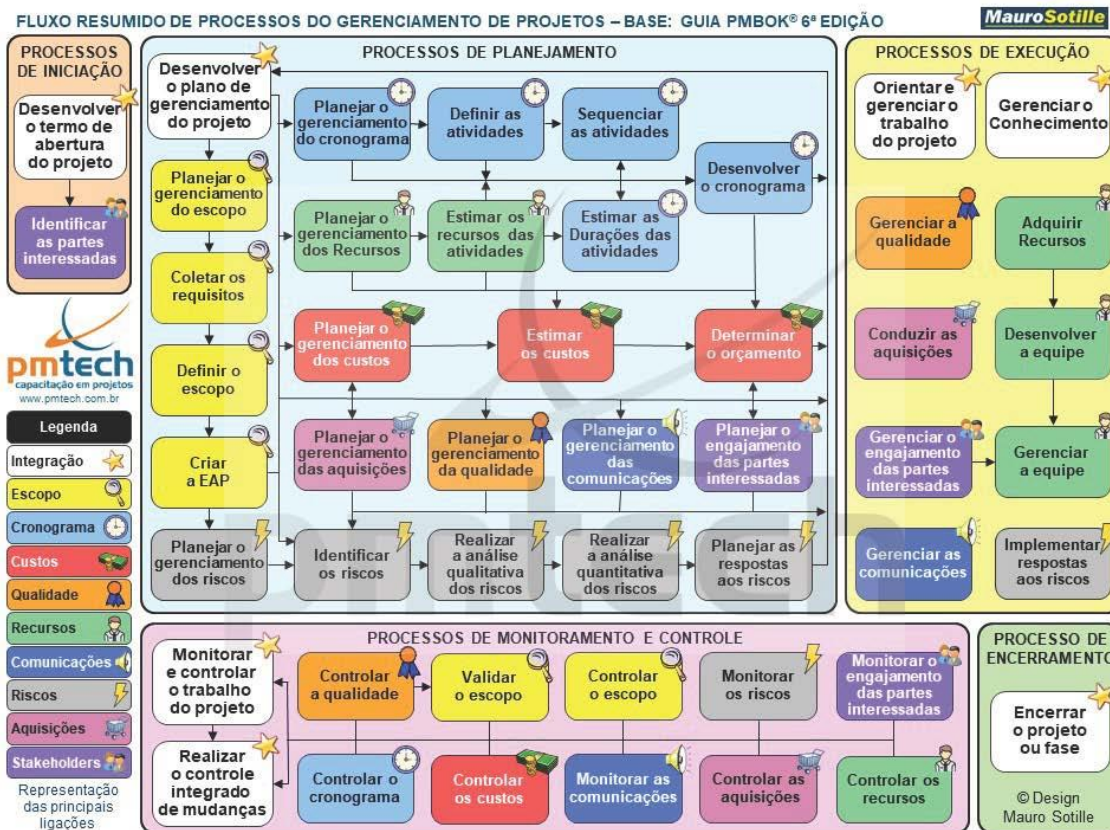 FLUXO RESUMIDO DE PROCESSOS DO GERENCIAMENTO DE PROJETOS – BASE: GUIA PMBOK® 6ª EDIÇÃO
MauroSotille
PROCESSOS
DE INICIAÇÃO
Desenvolver
o termo de
abertura
do projeto
Identificar
as partes
interessadas
pmtech
capacitação em projetos
www.pmtech.com.br
Legenda
Integração
Escopo
Cronograma
Custos
Qualidade
Recursos
Comunicações
Riscos
Aquisições
Stakeholders
Representação
das principais
ligações
PROCESSOS DE PLANEJAMENTO
Desenvolver
o plano de
gerenciamento
do projeto
Planejar o
gerenciamento
do cronograma
Definir as
atividades
Sequenciar
as atividades
Desenvolver
o cronograma
Planejar o
gerenciamento
do escopo
Planejar o
gerenciamento
dos Recursos
Estimar os
recursos das
atividades
Estimar as
Durações das
atividades
Coletar os
requisitos
Planejar o
gerenciamento
dos custos
Estimar
os custos
Determinar
o orçamento
Definir o
escopo
Criar
a EAP
Planejar o
gerenciamento
das aquisições
Planejar o
gerenciamento
da qualidade
Planejar o
gerenciamento
das
comunicações
Planejar o
engajamento
das partes
interessadas
Planejar o
gerenciamento
dos riscos
Identificar
os riscos
Realizar
a análise
qualitativa
dos riscos
Realizar
a análise
quantitativa
dos riscos
Planejar as
respostas
aos riscos
pmtech
PROCESSOS DE EXECUÇÃO
Orientar e
gerenciar o
trabalho
do projeto
Gerenciar o
Conhecimento
Gerenciar a
qualidade
Adquirir
Recursos
Conduzir as
aquisições
Desenvolver
a equipe
Gerenciar o
engajamento
das partes
interessadas
Gerenciar
a equipe
Gerenciar as
comunicações
Implementar
respostas
aos riscos
PROCESSOS DE MONITORAMENTO E CONTROLE
Monitorar
e controlar
o trabalho
do projeto
Controlar
a qualidade
Validar
o escopo
Controlar
o escopo
Monitorar
os riscos
Monitorar o
engajamento
das partes
interessadas
Realizar
o controle
integrado
de mudanças
Controlar o
cronograma
Controlar
os custos
Monitorar as
comunicações
Controlar as
aquisições
Controlar os
recursos
PROCESSO DE
ENCERRAMENTO
Encerrar
o projeto
ou fase
© Design
Mauro Sotille